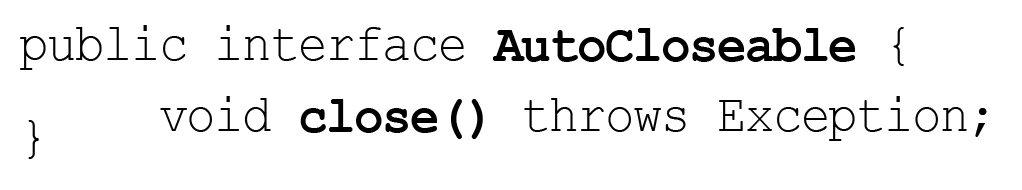 public interface AutoCloseable {
void close() throws Exception;
}